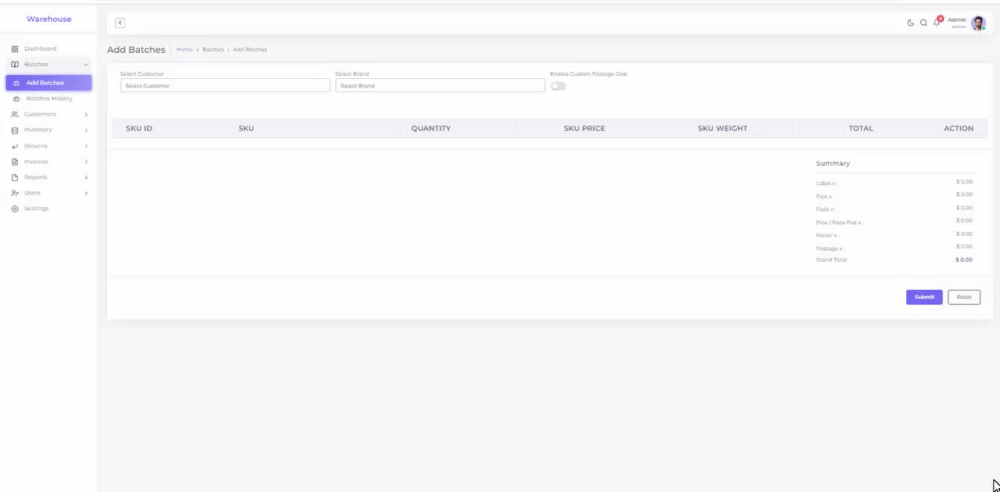 Warehouse
Admin
Add Batches Home > Batches > Add Batches
Dashboard
Batches
Add Batches
Batches History
Customers
Inventory
Returns
Invoices
Reports
Users
Settings
Select Customer Select Brand Enable Custom Postage Cost
Select Customer Select Brand
SKU ID SKU QUANTITY SKU PRICE SKU WEIGHT TOTAL ACTION
Summary
Label x : $ 0.00
Pick x : $ 0.00
Pack x : $ 0.00
Pick / Pack Flat x : $ 0.00
Mailer x : $ 0.00
Postage x : $ 0.00
Grand Total: $ 0.00
Submit Reset